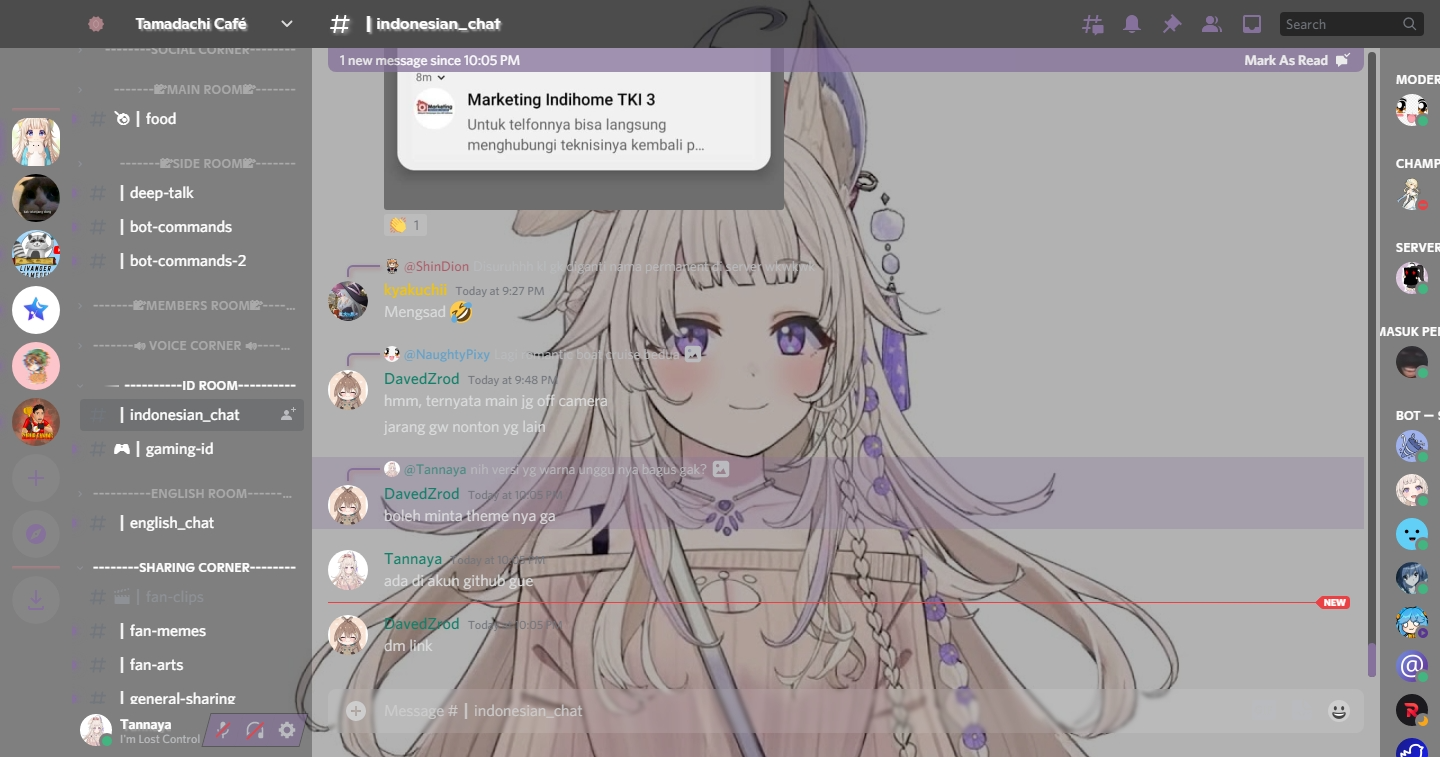 Tamadachi Café
# | indonesian_chat
Search
1 new message since 10:05 PM
Mark As Read
--------SOCIAL CORNER--------
-------MAIN ROOM-------
# | food
-------SIDE ROOM-------
# | deep-talk
# | bot-commands
# | bot-commands-2
-------MEMBERS ROOM----...
------ VOICE CORNER ----...
----------ID ROOM----------
# | indonesian_chat
# | gaming-id
----------ENGLISH ROOM------...
# | english_chat
--------SHARING CORNER--------
# | fan-clips
# | fan-memes
# | fan-arts
# | general-sharing
Tannaya
I'm Lost Control
8m
Marketing Indihome TKI 3
Untuk telfonnya bisa langsung
menghubungi teknisinya kembali p...
1
@ShinDion
kyakuchii Today at 9:27 PM
Mengsad
@NaughtyPixy Lagi romantic boat cruise bedua
DavedZrod Today at 9:48 PM
hmm, ternyata main jg off camera
jarang gw nonton yg lain
@Tannaya nih versi yg warna unggu nya bagus gak?
DavedZrod Today at 10:05 PM
boleh minta theme nya ga
Tannaya Today at 10:05 PM
ada di akun github gue
NEW
DavedZrod Today at 10:05 PM
dm link
Message # | indonesian_chat
MODER
CHAMP
SERVER
MASUK PE
BOT —